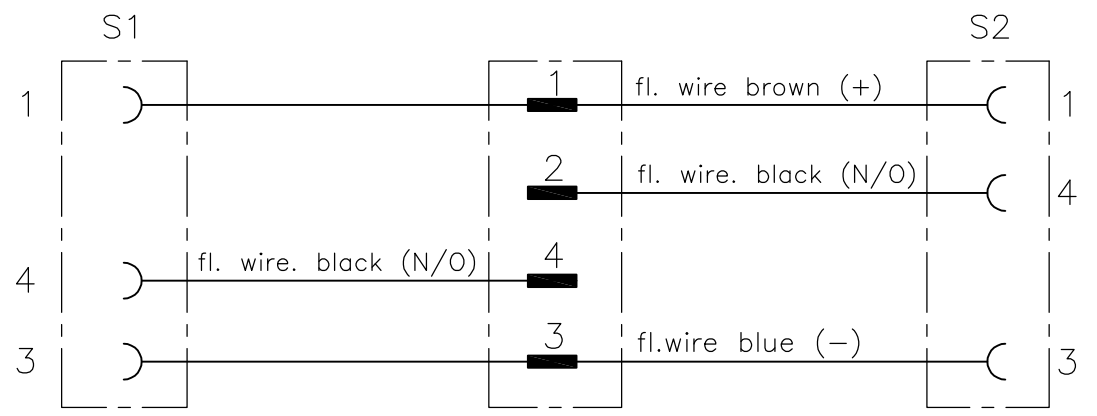 S1 S2
1 1 fl. wire brown (+) 1
2 fl. wire. black (N/O) 4
4 fl. wire. black (N/O) 4
3 3 fl.wire blue (−) 3